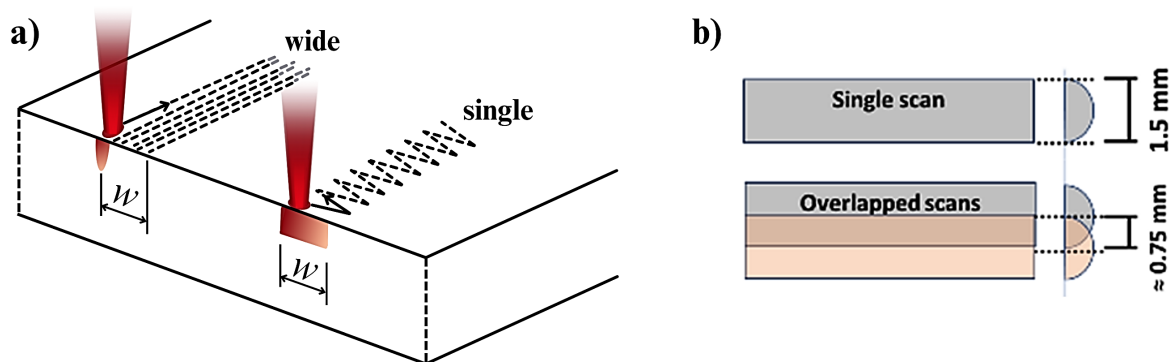 a)
wide
single
w
w
b)
Single scan
1.5 mm
Overlapped scans
≈ 0.75 mm